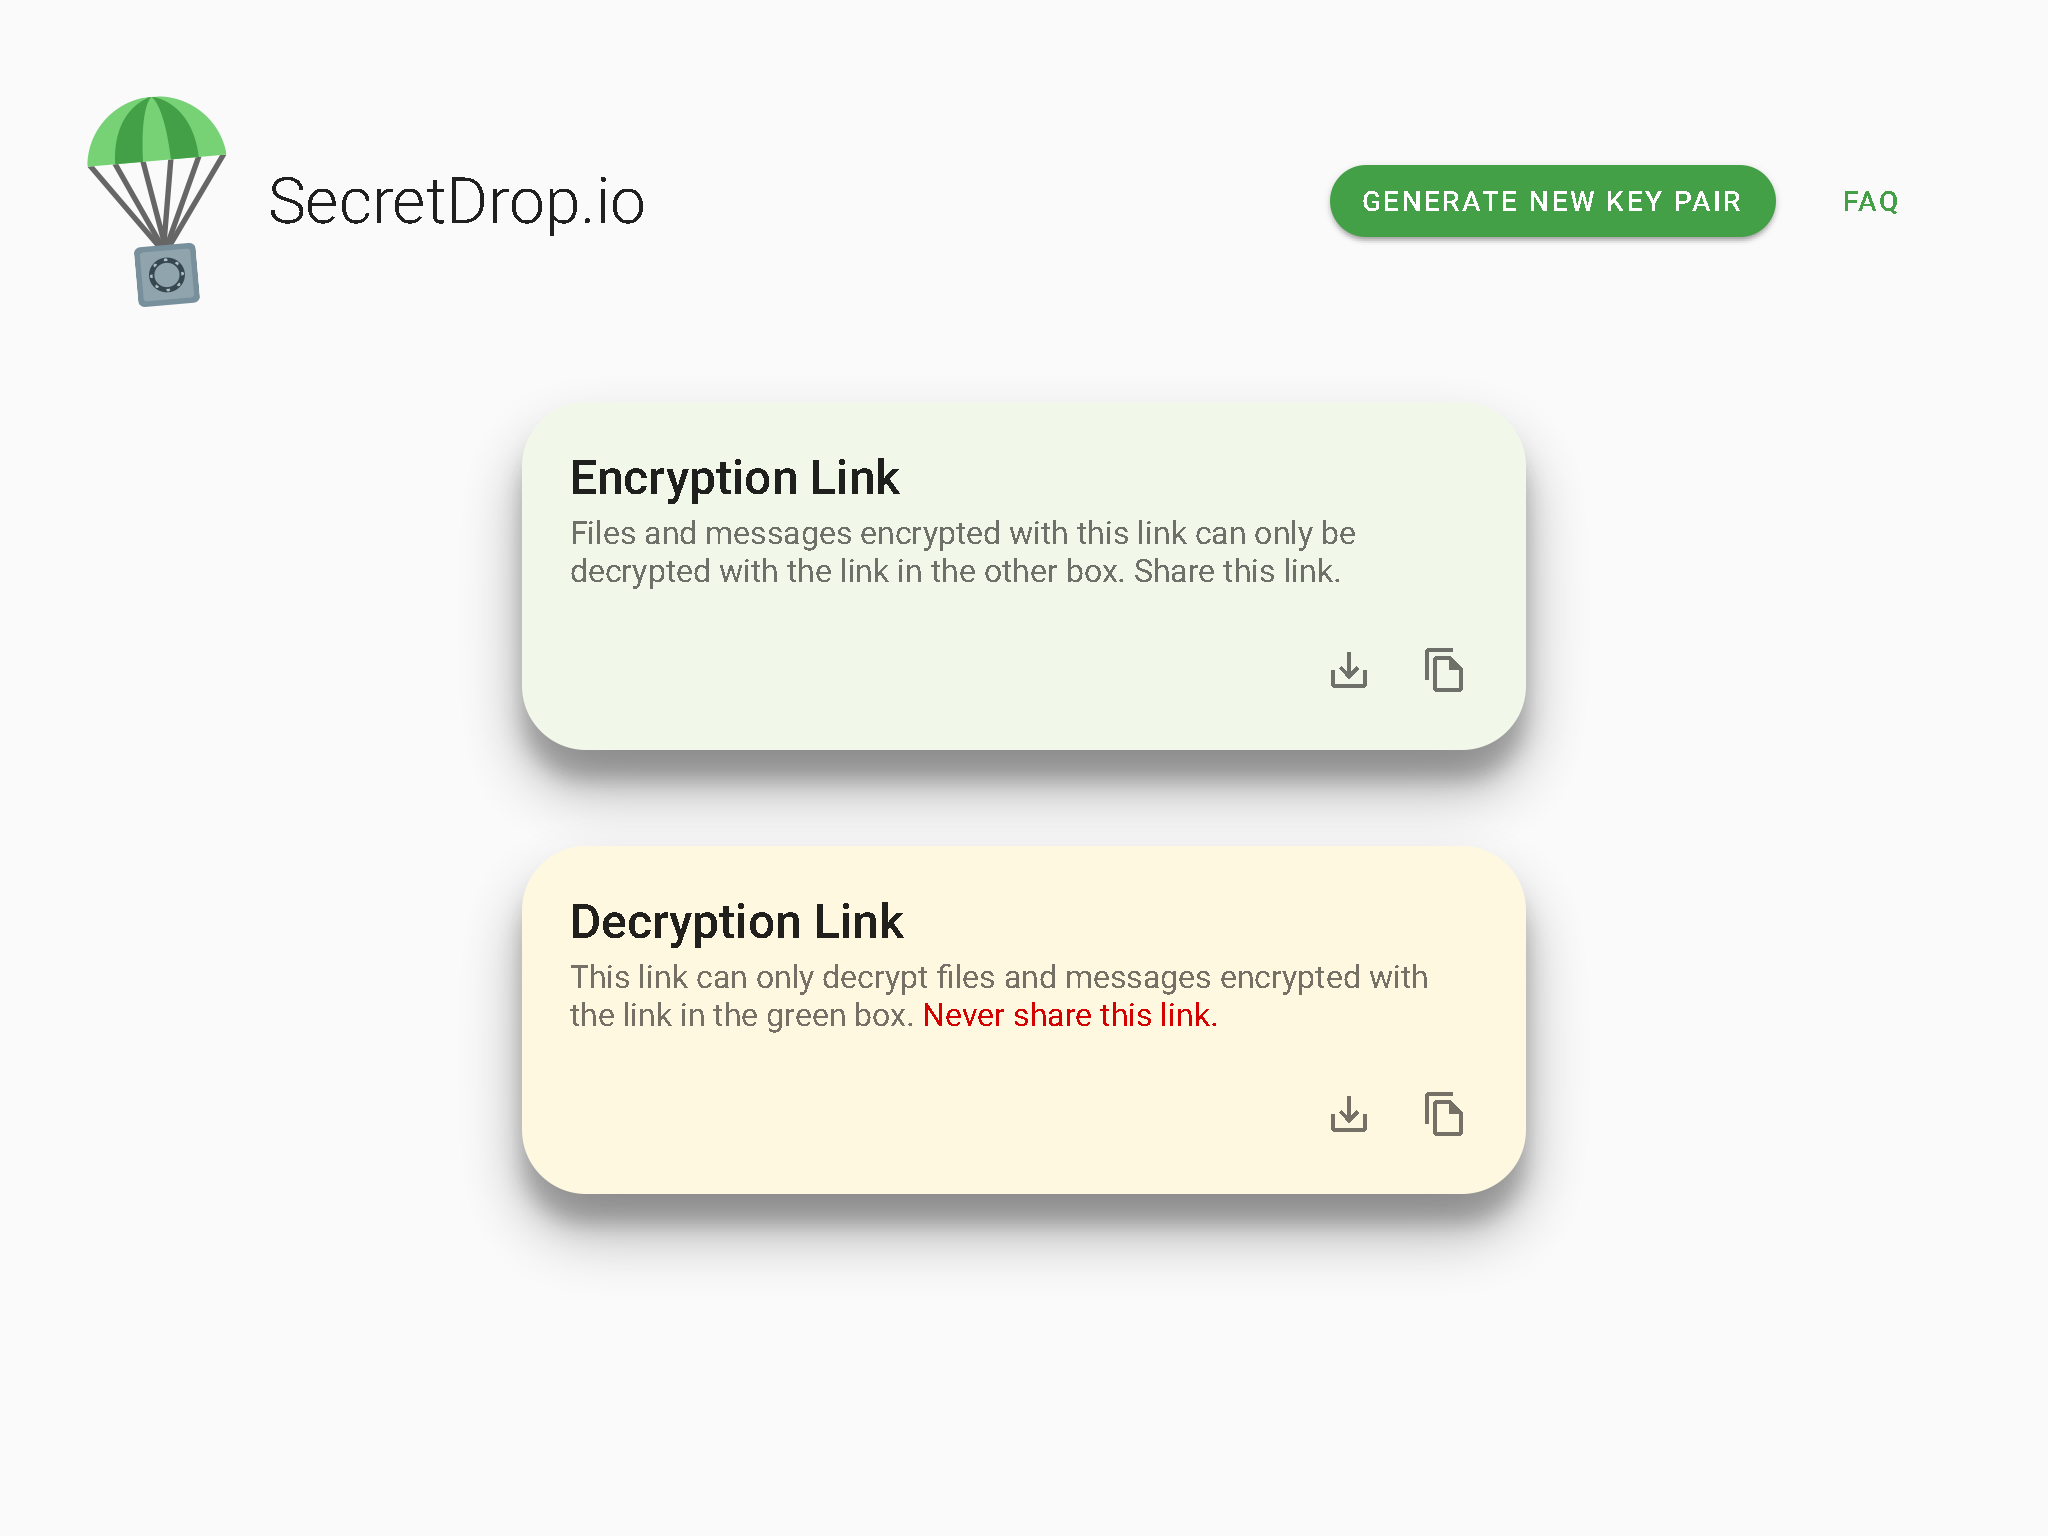 SecretDrop.io
GENERATE NEW KEY PAIR
FAQ
Encryption Link
Files and messages encrypted with this link can only be
decrypted with the link in the other box. Share this link.
Decryption Link
This link can only decrypt files and messages encrypted with
the link in the green box. Never share this link.